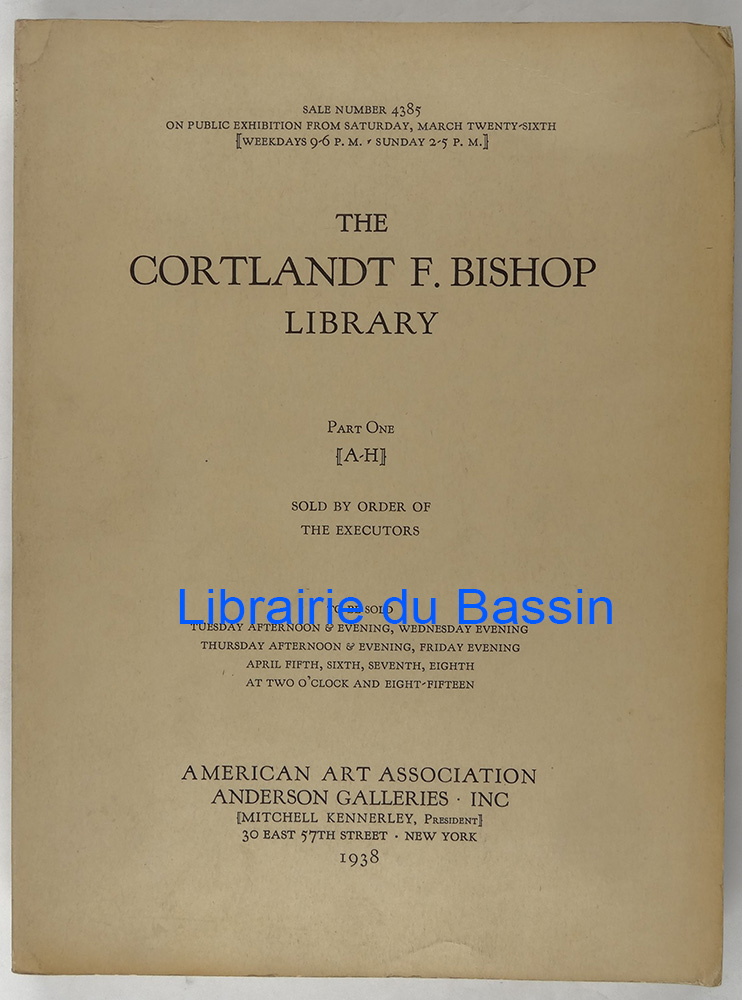 SALE NUMBER 4385
ON PUBLIC EXHIBITION FROM SATURDAY, MARCH TWENTY-SIXTH
[WEEKDAYS 9-6 P. M. · SUNDAY 2-5 P. M.]
THE
CORTLANDT F. BISHOP
LIBRARY
PART ONE
[A-H]
SOLD BY ORDER OF
THE EXECUTORS
TO BE SOLD
Librairie du Bassin
TUESDAY AFTERNOON & EVENING, WEDNESDAY EVENING
THURSDAY AFTERNOON & EVENING, FRIDAY EVENING
APRIL FIFTH, SIXTH, SEVENTH, EIGHTH
AT TWO O'CLOCK AND EIGHT-FIFTEEN
AMERICAN ART ASSOCIATION
ANDERSON GALLERIES · INC
[MITCHELL KENNERLEY, PRESIDENT]
30 EAST 57TH STREET · NEW YORK
1938